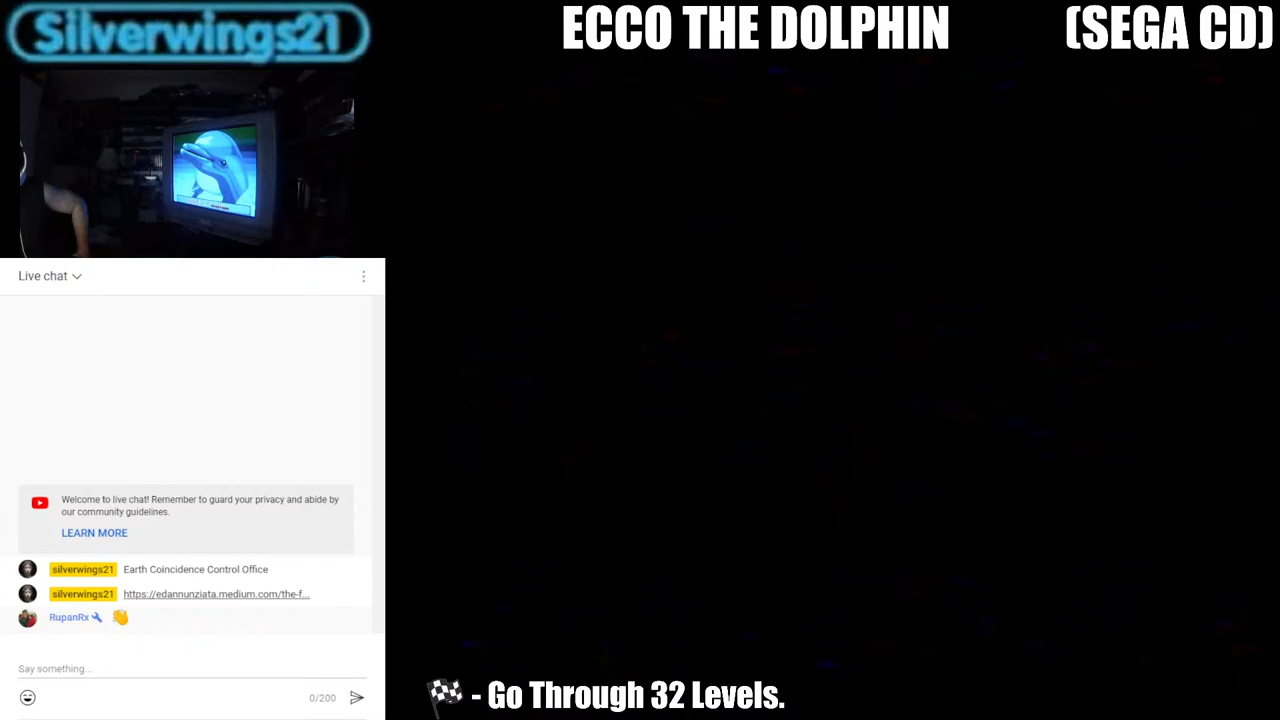 Silverwings21
ECCO THE DOLPHIN (SEGA CD)
Live chat
Welcome to live chat! Remember to guard your privacy and abide by
our community guidelines.
LEARN MORE
silverwings21 Earth Coincidence Control Office
silverwings21 https://edannunziata.medium.com/the-f...
RupanRx
Say something...
0/200
- Go Through 32 Levels.